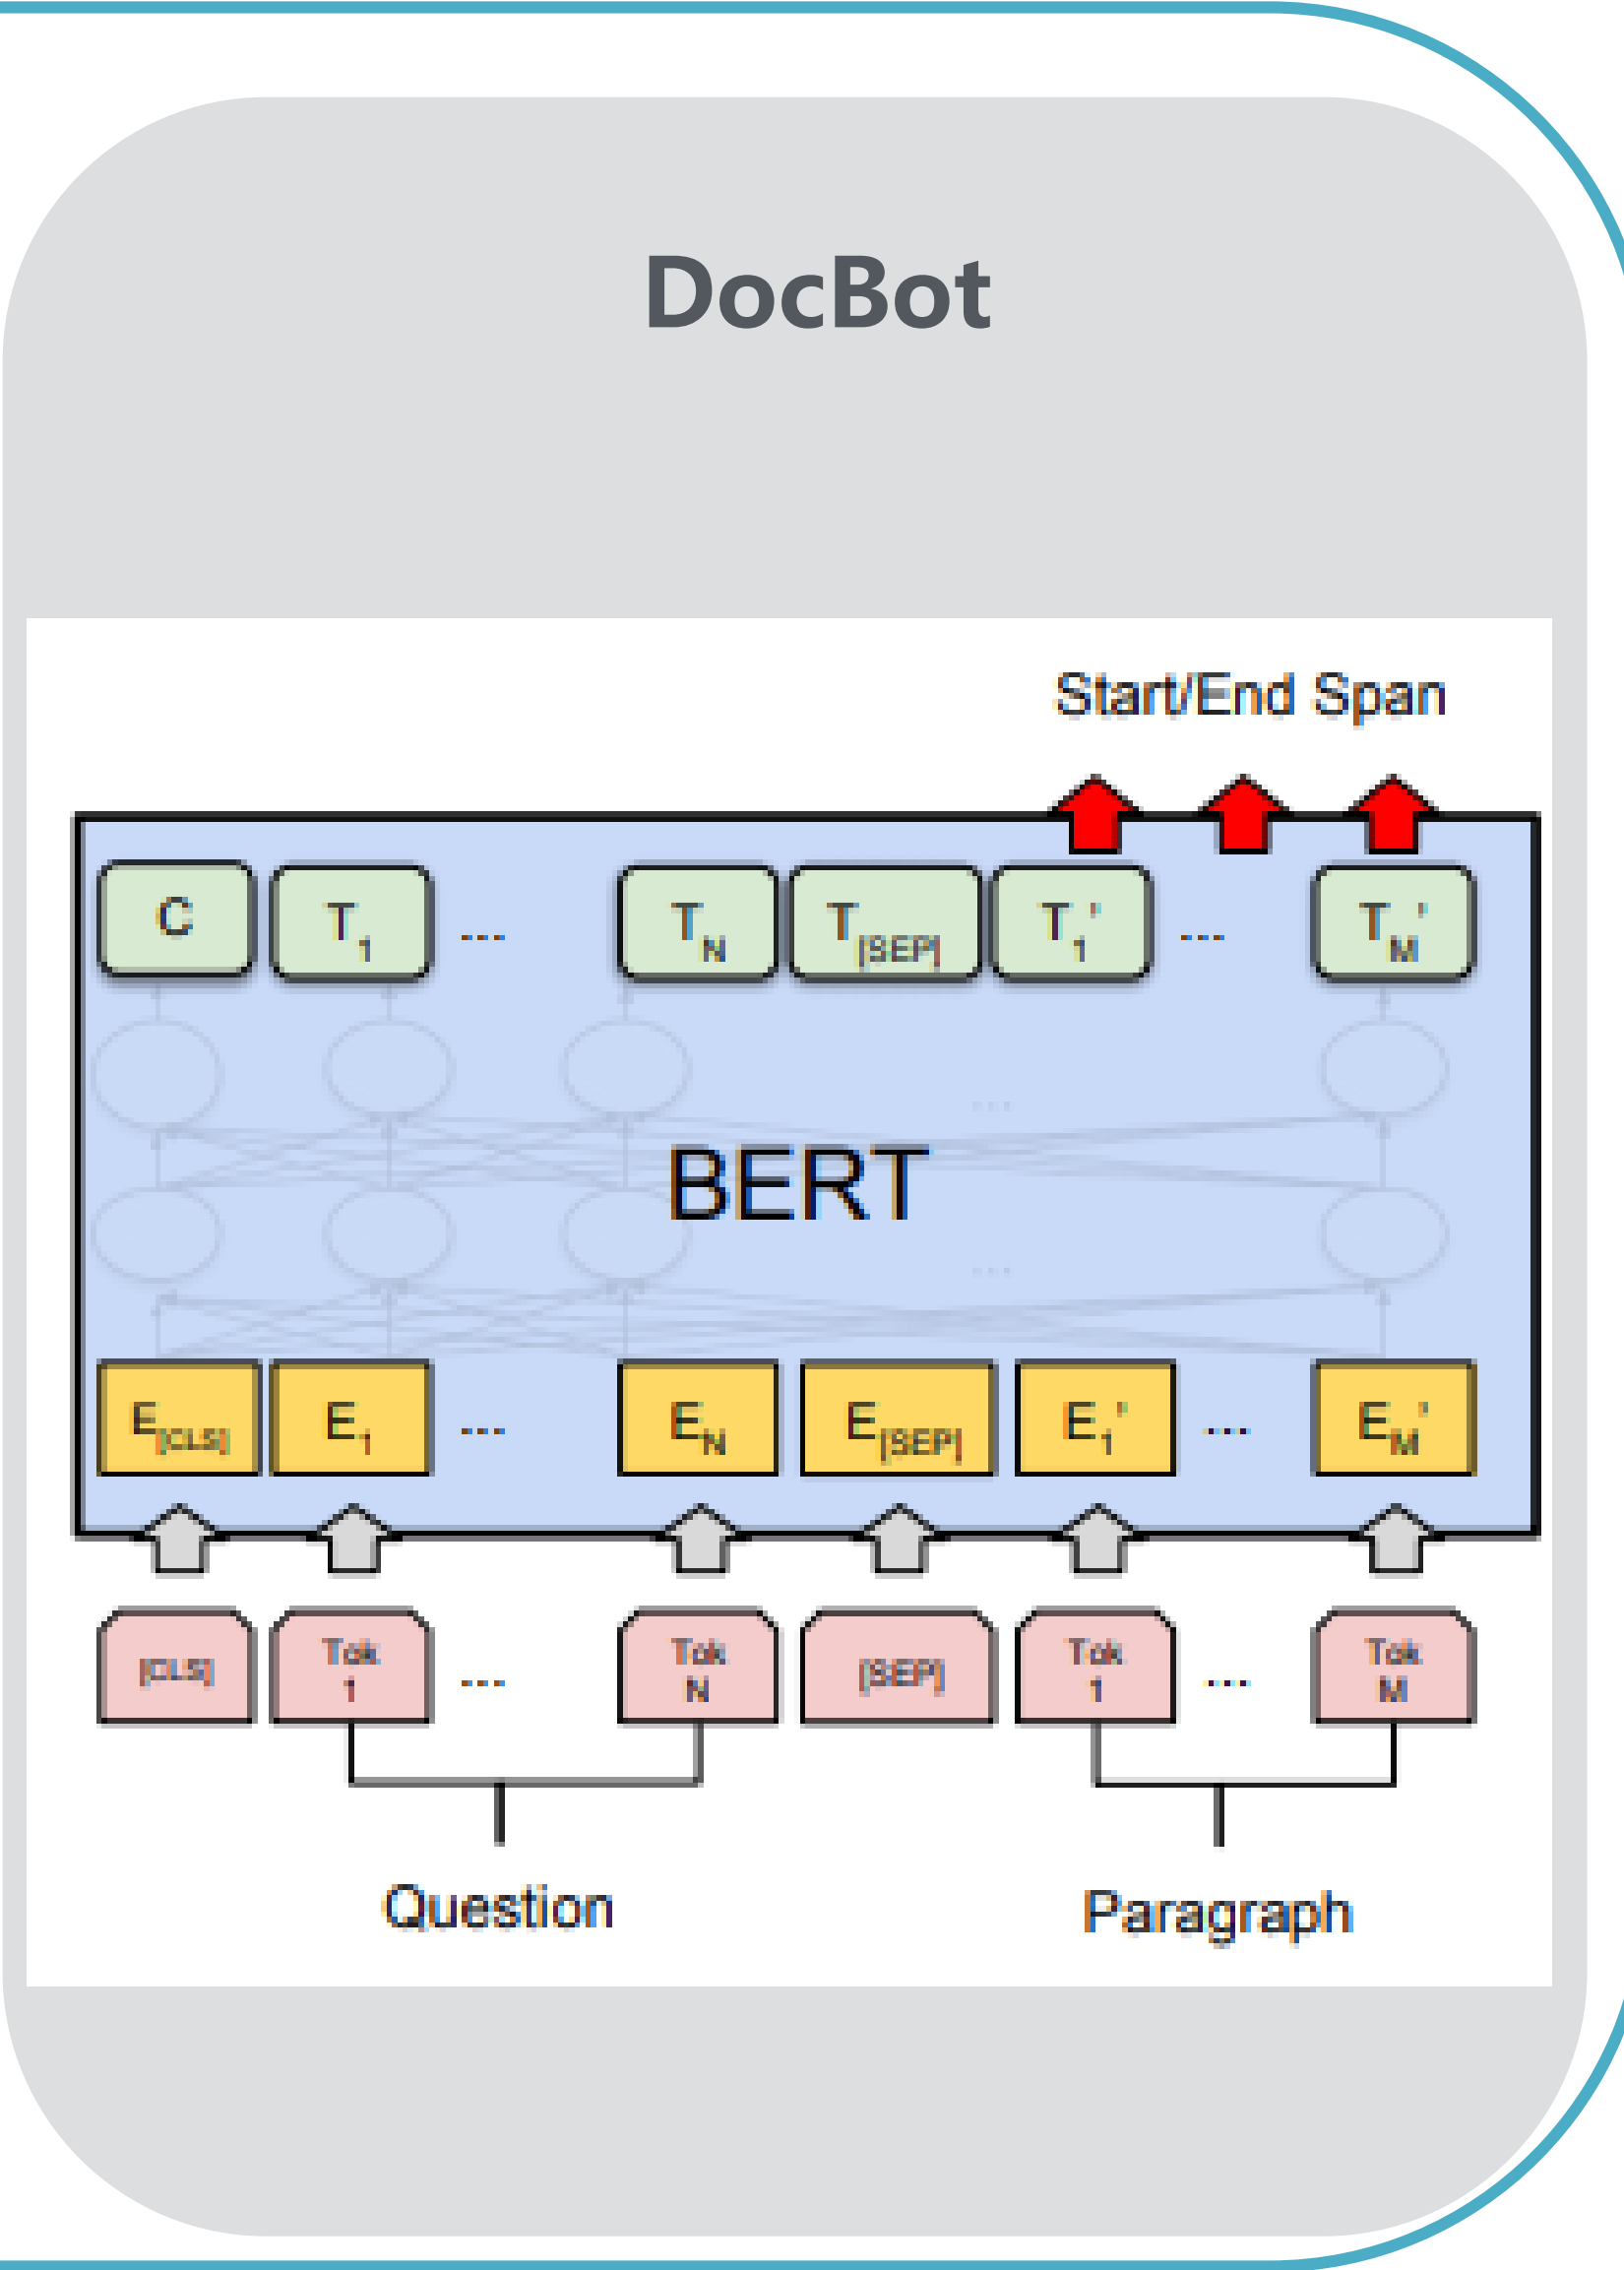 DocBot
Start/End Span
C T1 ... TN T[SEP] T1' ... TM'
...
BERT
...
E[CLS] E1 ... EN E[SEP] E1' ... EM'
[CLS] Tok 1 ... Tok N [SEP] Tok 1 ... Tok M
Question Paragraph